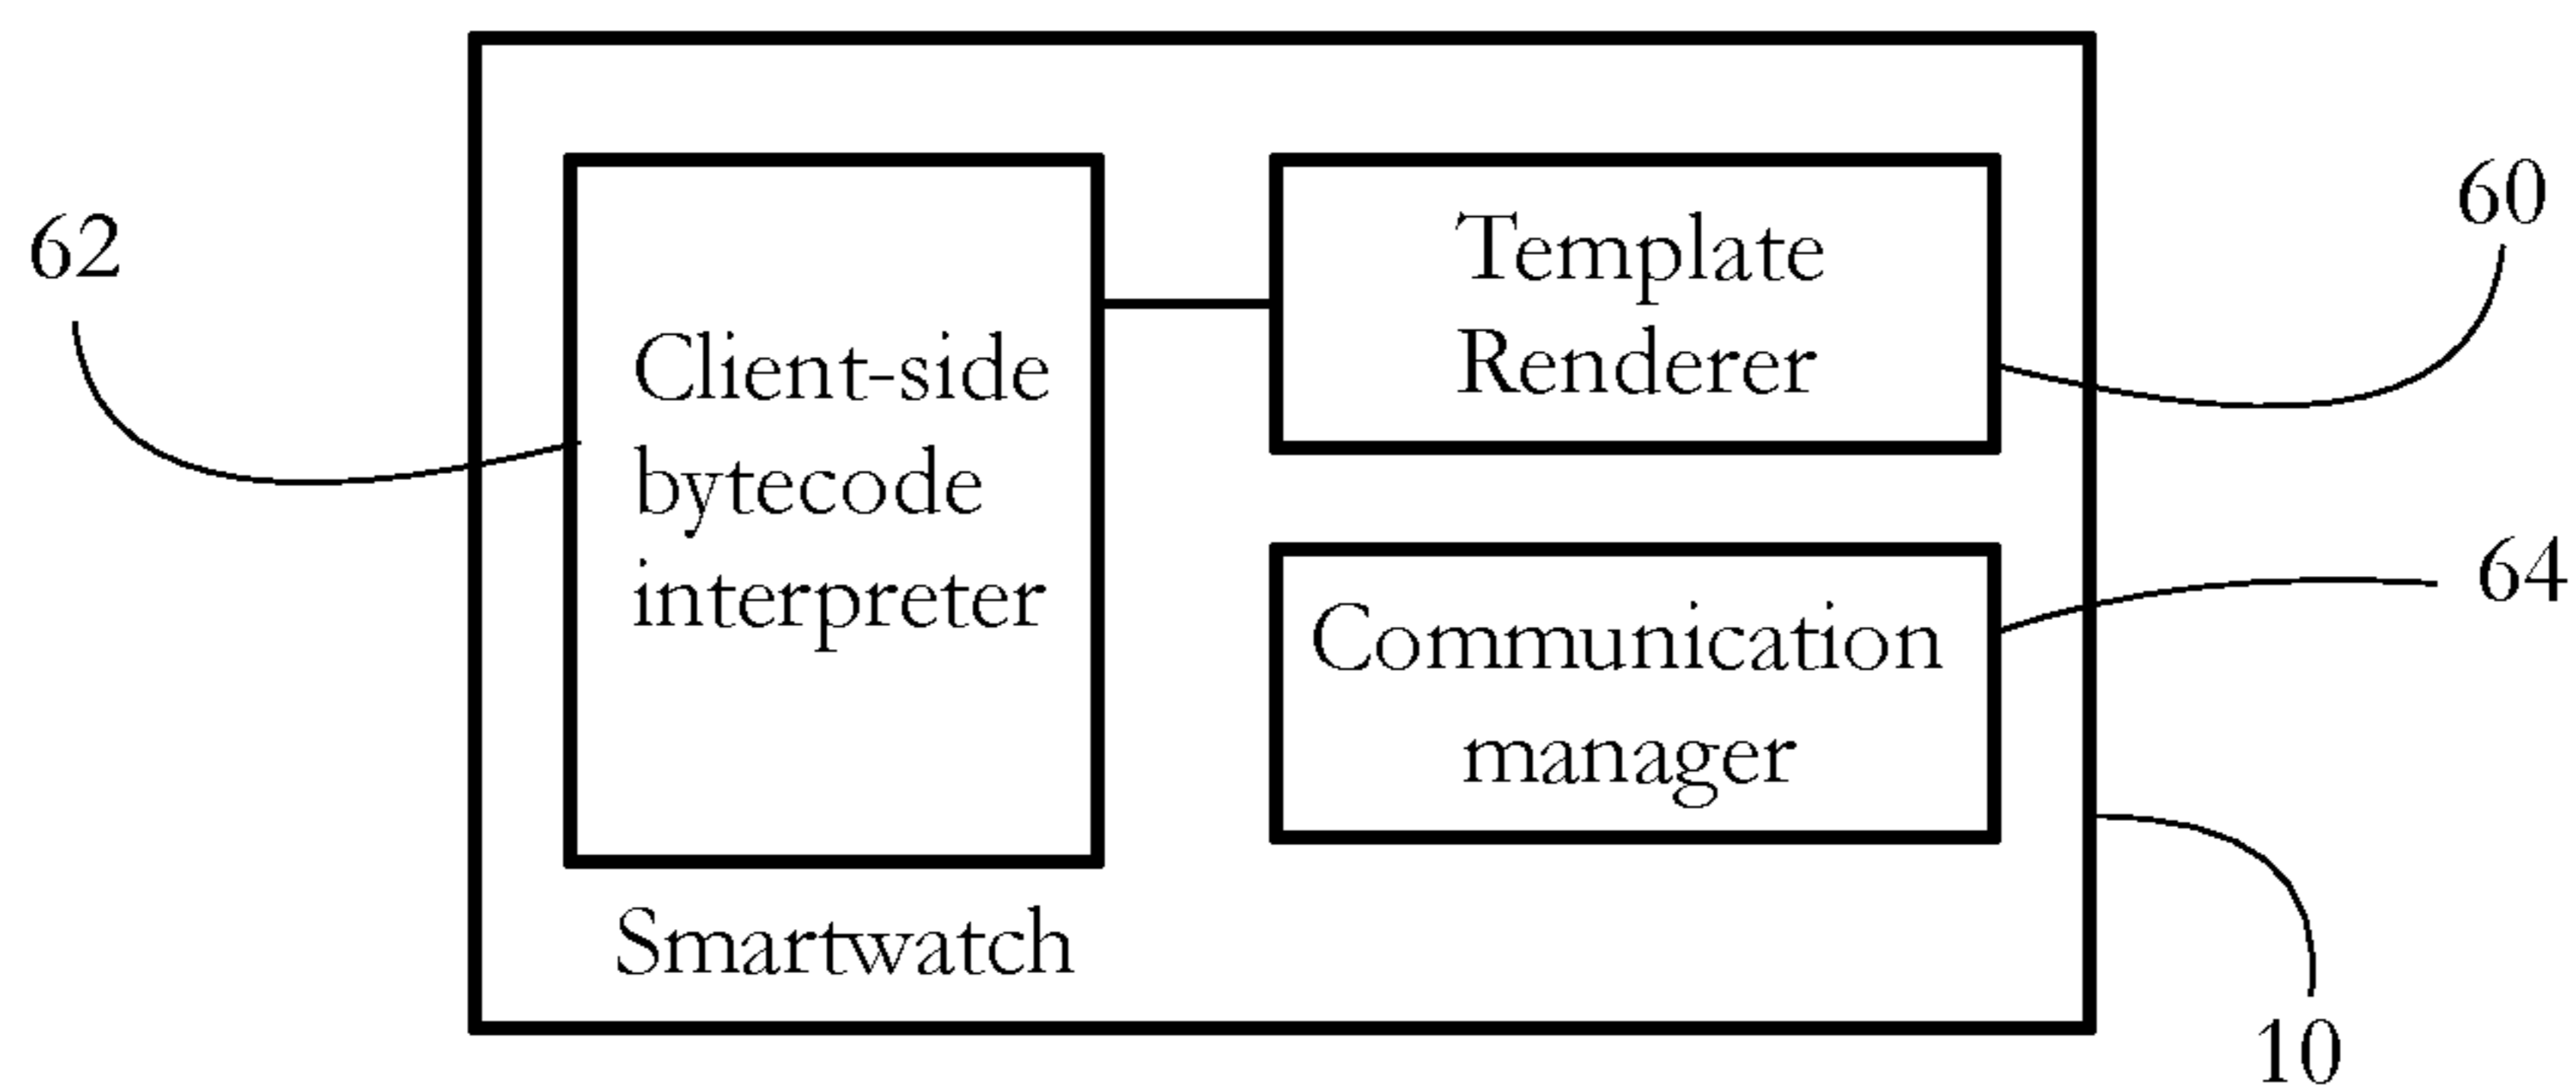 62
Client-side
bytecode
interpreter
Template
Renderer
60
Communication
manager
64
Smartwatch
10